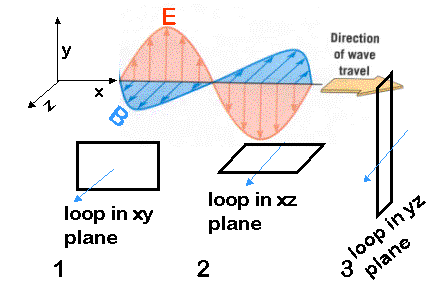 E
y
x
z
B
Direction
of wave
travel
loop in xy
plane
loop in xz
plane
loop in yz
plane
1
2
3